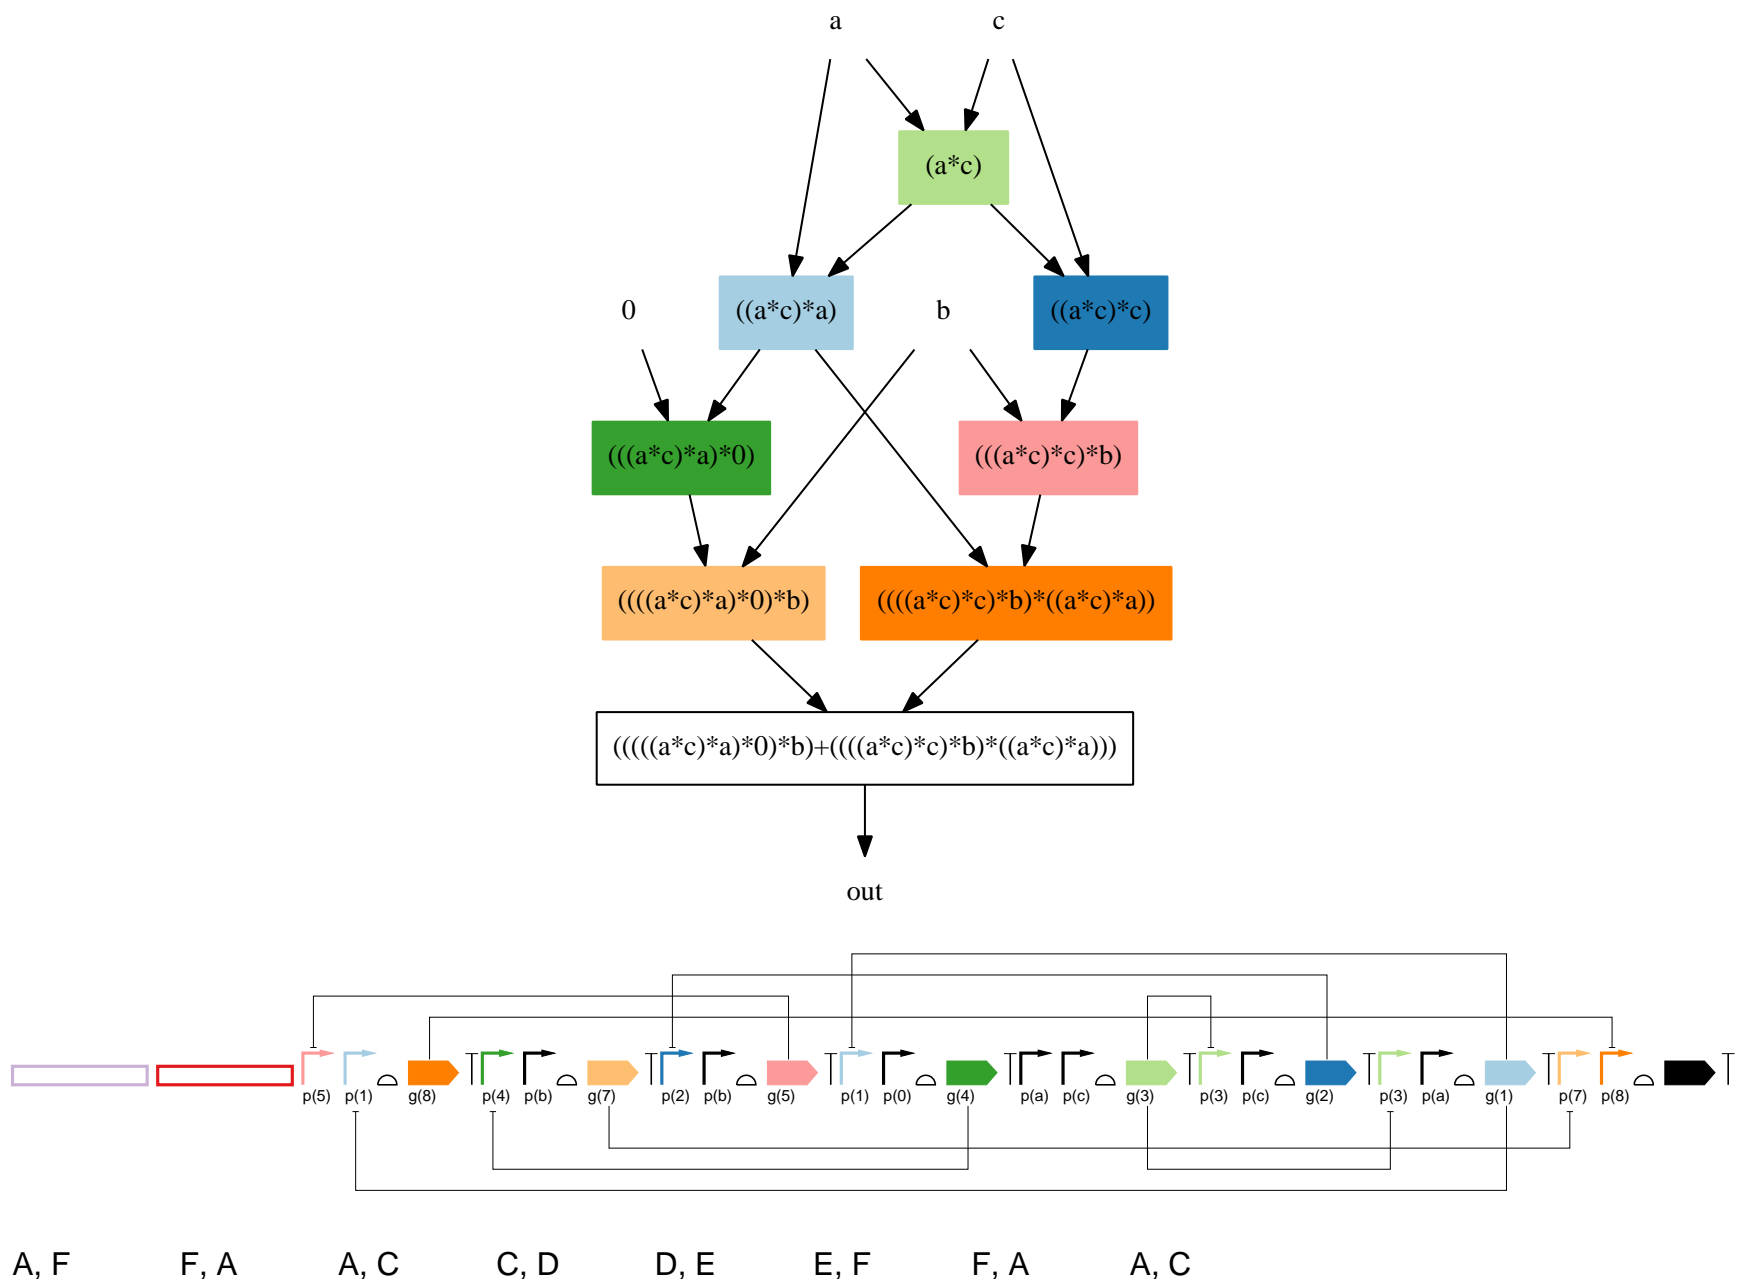 a c
(a*c)
0 ((a*c)*a) b ((a*c)*c)
(((a*c)*a)*0) (((a*c)*c)*b)
((((a*c)*a)*0)*b) ((((a*c)*c)*b)*((a*c)*a))
(((((a*c)*a)*0)*b)+((((a*c)*c)*b)*((a*c)*a)))
out
p(5) p(1) g(8) p(4) p(b) g(7) p(2) p(b) g(5) p(1) p(0) g(4) p(a) p(c) g(3) p(3) p(c) g(2) p(3) p(a) g(1) p(7) p(8)
A, F F, A A, C C, D D, E E, F F, A A, C